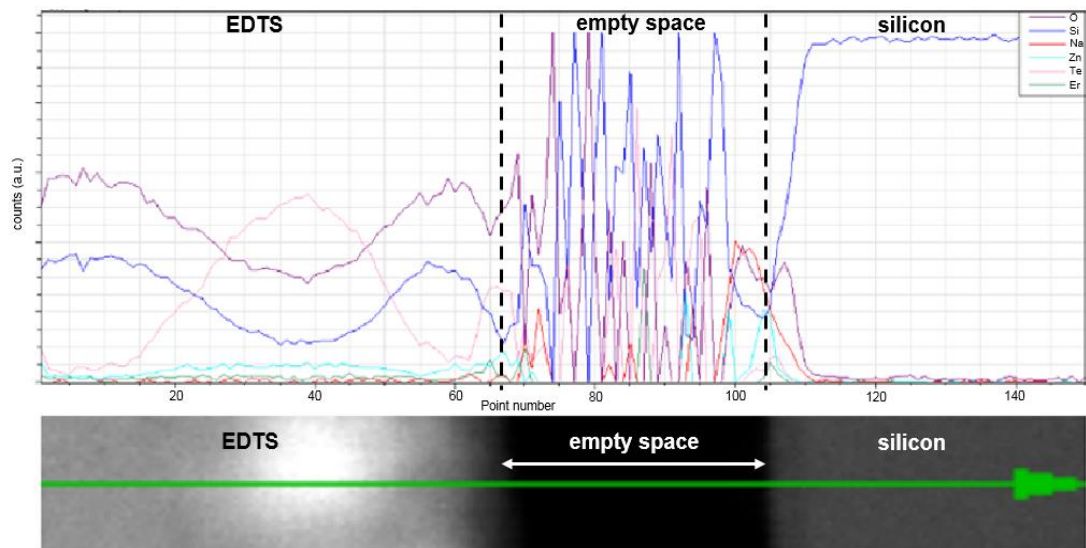 EDTS empty space silicon
O
Si
Na
Zn
Te
Er
counts (a.u.)
20 40 60 80 100 120 140
Point number
EDTS empty space silicon